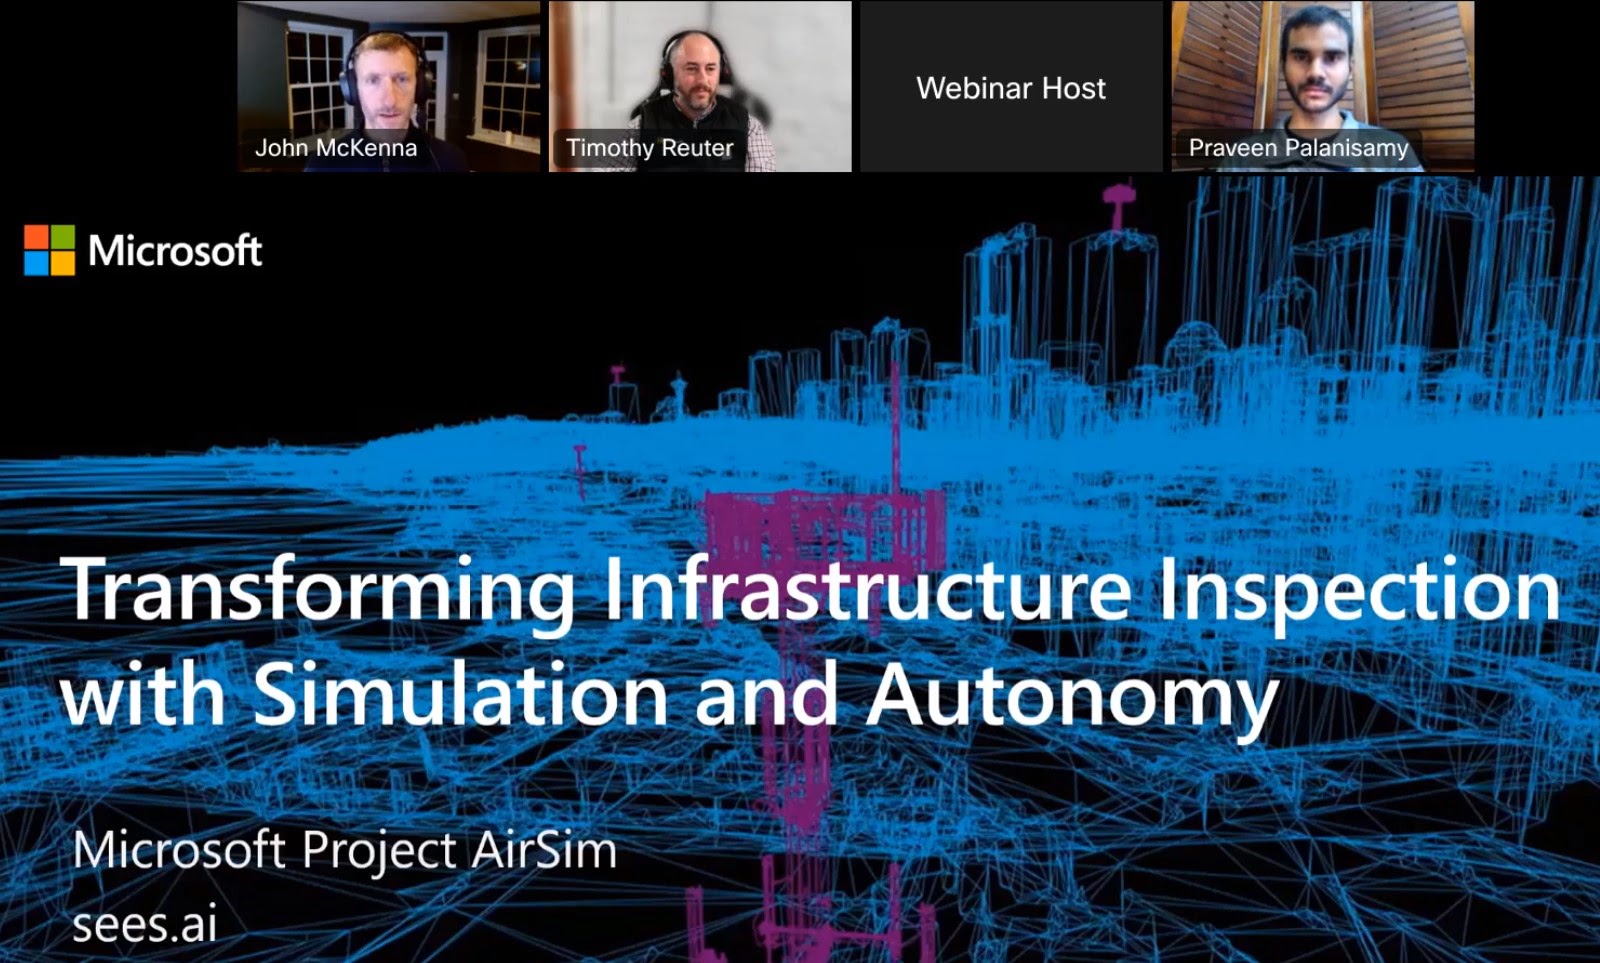 John McKenna
Timothy Reuter
Webinar Host
Praveen Palanisamy
Microsoft
Transforming Infrastructure Inspection
with Simulation and Autonomy
Microsoft Project AirSim
sees.ai